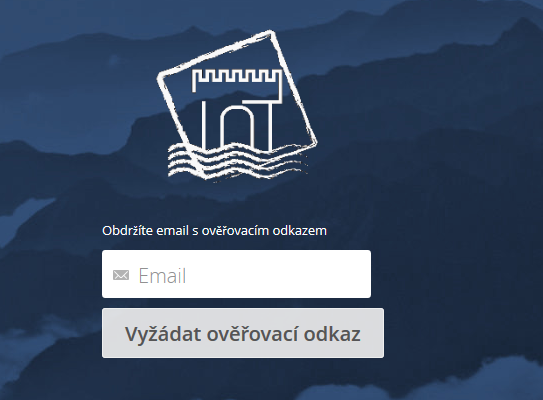 Obdržíte email s ověřovacím odkazem
Email
Vyžádat ověřovací odkaz